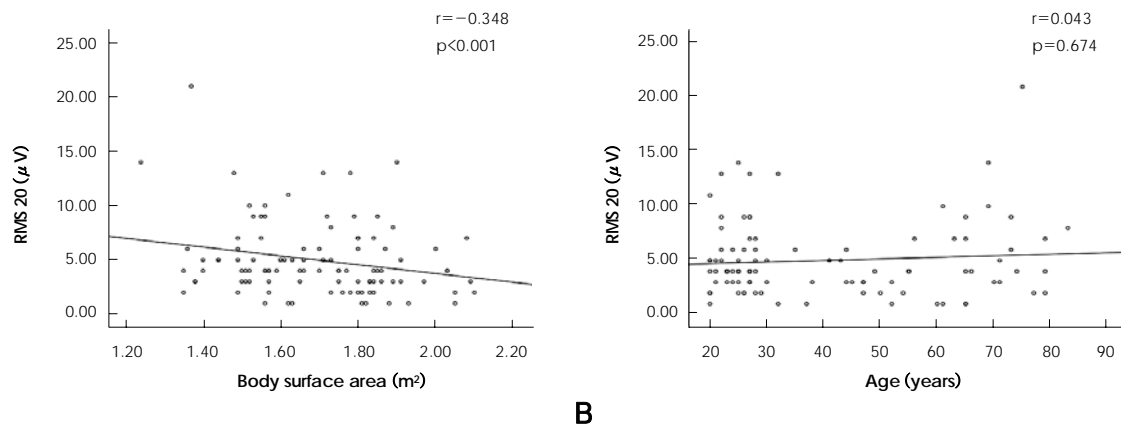 r=−0.348
p<0.001
25.00
20.00
15.00
10.00
5.00
0.00
RMS 20 (μV)
1.20 1.40 1.60 1.80 2.00 2.20
Body surface area (m²)
r=0.043
p=0.674
25.00
20.00
15.00
10.00
5.00
0.00
RMS 20 (μV)
20 30 40 50 60 70 80 90
Age (years)
B